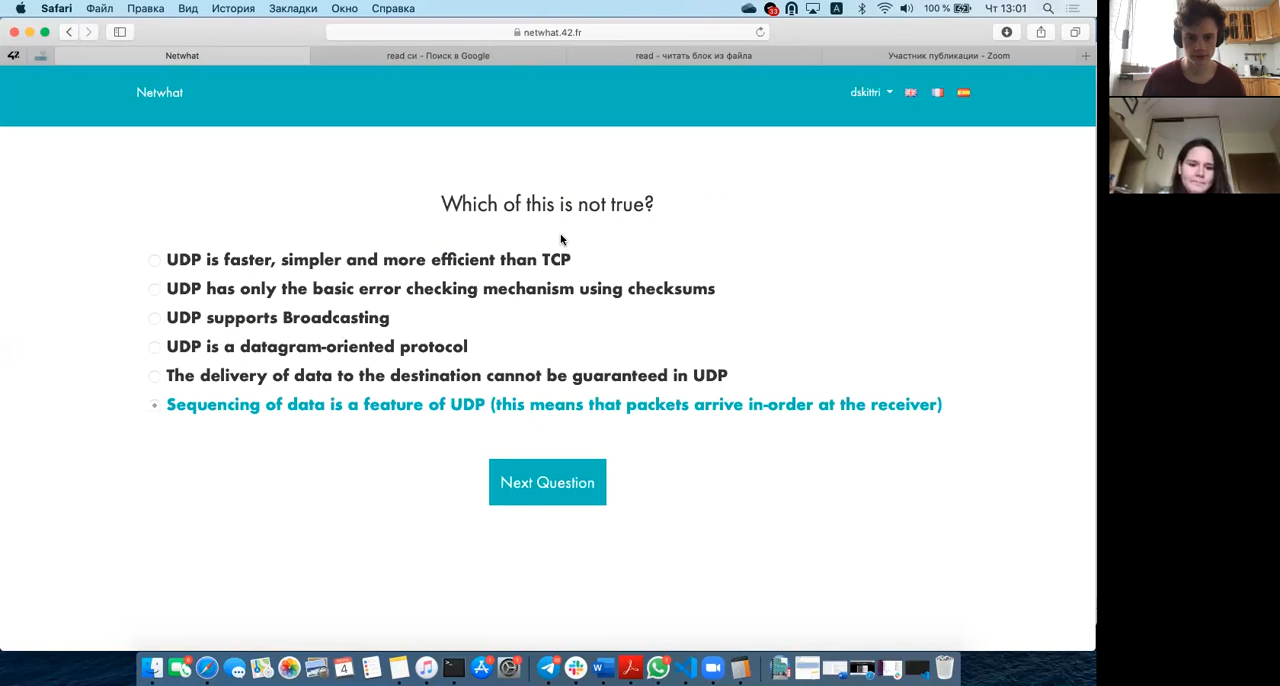 Safari Файл Правка Вид История Закладки Окно Справка 33 A 100 % Чт 13:01
netwhat.42.fr
42 Netwhat read си - Поиск в Google read - читать блок из файла Участник публикации - Zoom
Netwhat dskittri
Which of this is not true?
UDP is faster, simpler and more efficient than TCP
UDP has only the basic error checking mechanism using checksums
UDP supports Broadcasting
UDP is a datagram-oriented protocol
The delivery of data to the destination cannot be guaranteed in UDP
Sequencing of data is a feature of UDP (this means that packets arrive in-order at the receiver)
Next Question
4